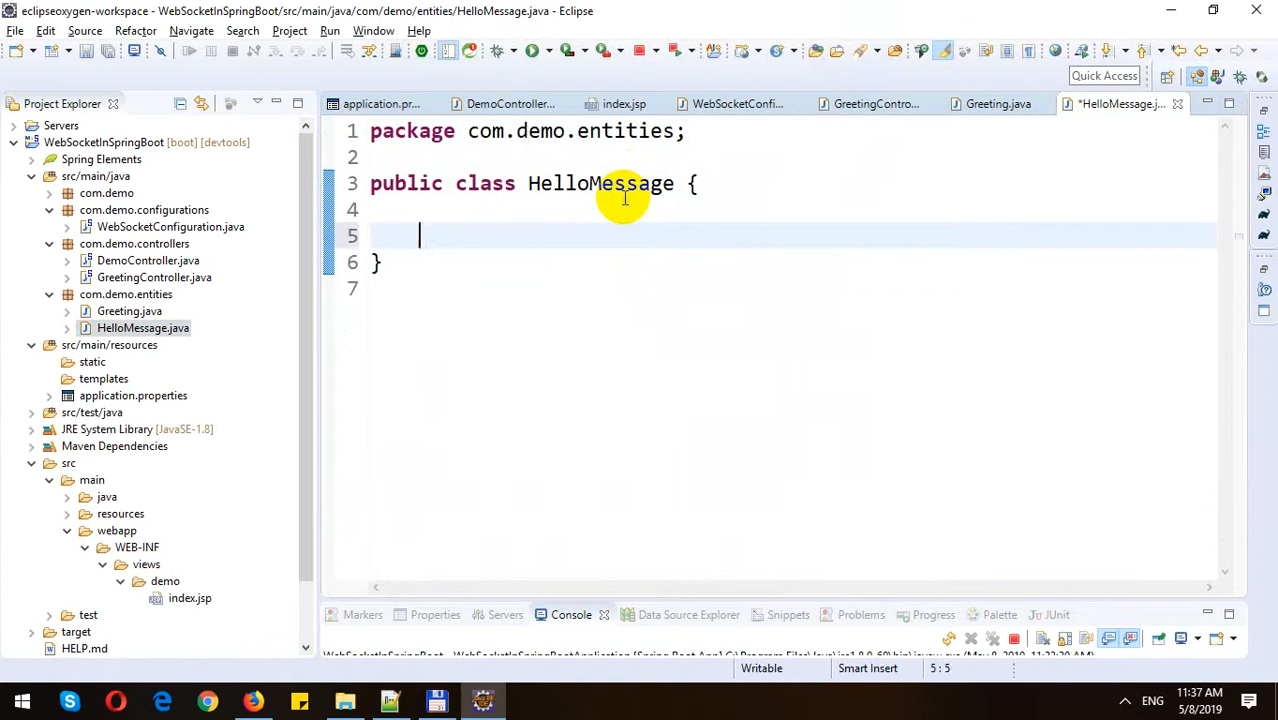 eclipseoxygen-workspace - WebSocketInSpringBoot/src/main/java/com/demo/entities/HelloMessage.java - Eclipse
File Edit Source Refactor Navigate Search Project Run Window Help
Quick Access
Project Explorer
application.pr...
DemoController...
index.jsp
WebSocketConfi...
GreetingContro...
Greeting.java
*HelloMessage.j...
Servers
WebSocketInSpringBoot [boot] [devtools]
Spring Elements
src/main/java
com.demo
com.demo.configurations
WebSocketConfiguration.java
com.demo.controllers
DemoController.java
GreetingController.java
com.demo.entities
Greeting.java
HelloMessage.java
src/main/resources
static
templates
application.properties
src/test/java
JRE System Library [JavaSE-1.8]
Maven Dependencies
src
main
java
resources
webapp
WEB-INF
views
demo
index.jsp
test
target
HELP.md
1 package com.demo.entities;
2
3 public class HelloMessage {
4
5
6 }
7
Markers Properties Servers Console Data Source Explorer Snippets Problems Progress Palette JUnit
Writable Smart Insert 5 : 5
ENG
11:37 AM
5/8/2019